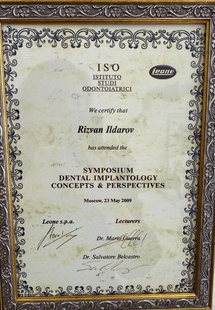 ISO
ISTITUTO
STUDI
ODONTOIATRICI
Leone
We certify that
Rizvan Ildarov
has attended the
SYMPOSIUM
DENTAL IMPLANTOLOGY
CONCEPTS & PERSPECTIVES
Moscow, 23 May 2009
Leone s.p.a.
Lecturers
Dr. Mario Guerra
Dr. Salvatore Belcastro